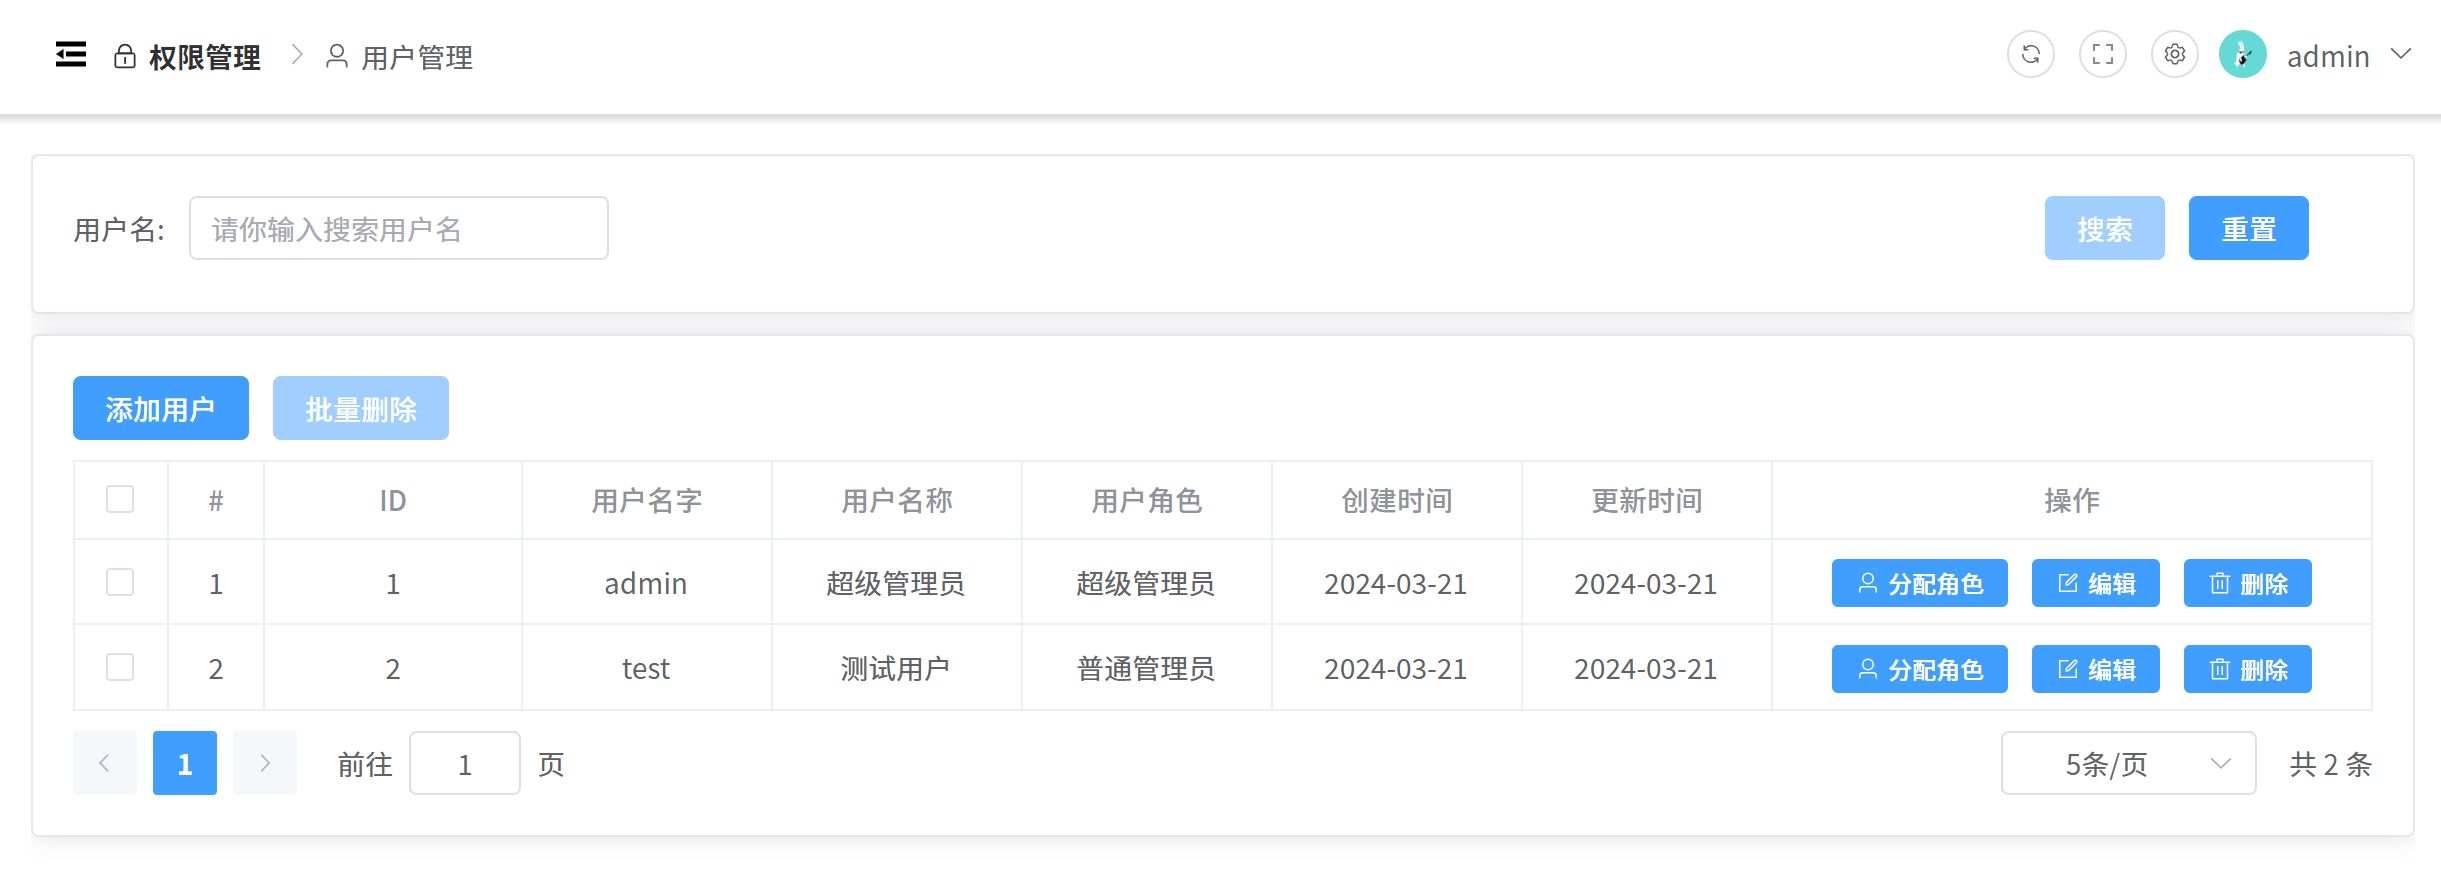 权限管理 用户管理 admin
用户名: 请你输入搜索用户名 搜索 重置
添加用户 批量删除
# ID 用户名字 用户名称 用户角色 创建时间 更新时间 操作
1 1 admin 超级管理员 超级管理员 2024-03-21 2024-03-21 分配角色 编辑 删除
2 2 test 测试用户 普通管理员 2024-03-21 2024-03-21 分配角色 编辑 删除
1 前往 1 页 5条/页 共 2 条